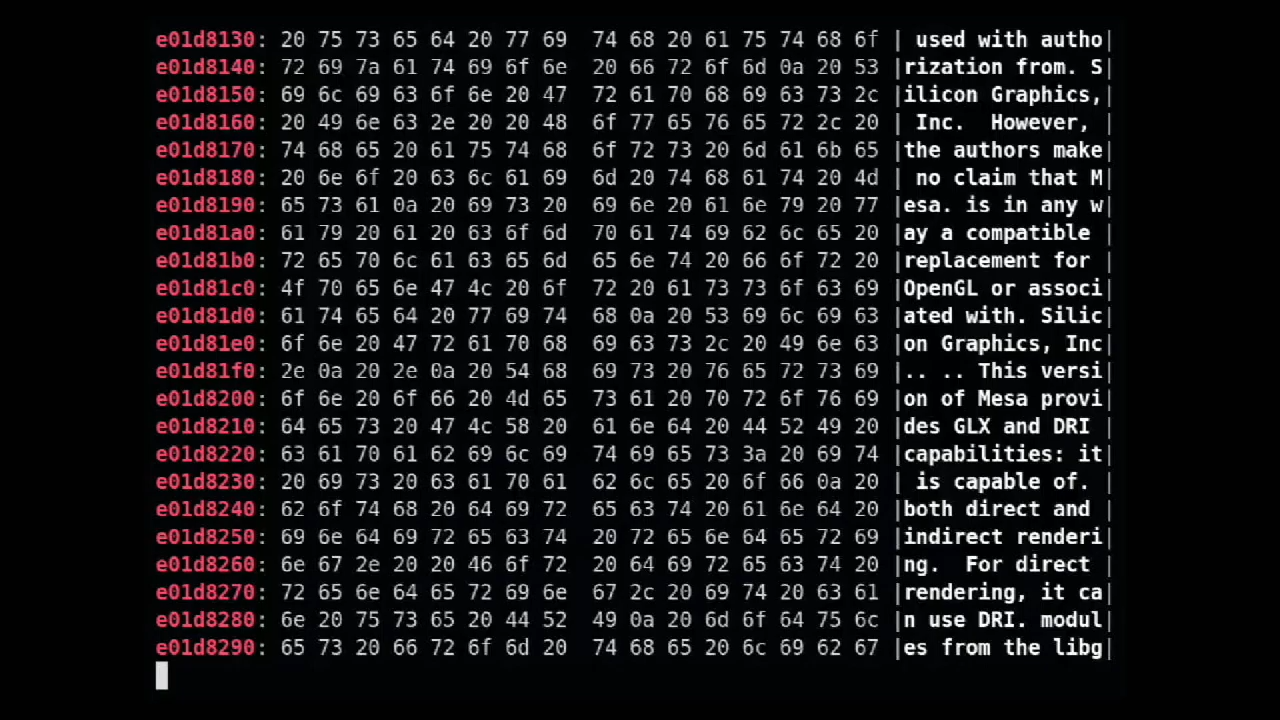 e01d8130: 20 75 73 65 64 20 77 69  74 68 20 61 75 74 68 6f | used with autho|
e01d8140: 72 69 7a 61 74 69 6f 6e  20 66 72 6f 6d 0a 20 53 |rization from. S|
e01d8150: 69 6c 69 63 6f 6e 20 47  72 61 70 68 69 63 73 2c |ilicon Graphics,|
e01d8160: 20 49 6e 63 2e 20 20 48  6f 77 65 76 65 72 2c 20 | Inc.  However, |
e01d8170: 74 68 65 20 61 75 74 68  6f 72 73 20 6d 61 6b 65 |the authors make|
e01d8180: 20 6e 6f 20 63 6c 61 69  6d 20 74 68 61 74 20 4d | no claim that M|
e01d8190: 65 73 61 0a 20 69 73 20  69 6e 20 61 6e 79 20 77 |esa. is in any w|
e01d81a0: 61 79 20 61 20 63 6f 6d  70 61 74 69 62 6c 65 20 |ay a compatible |
e01d81b0: 72 65 70 6c 61 63 65 6d  65 6e 74 20 66 6f 72 20 |replacement for |
e01d81c0: 4f 70 65 6e 47 4c 20 6f  72 20 61 73 73 6f 63 69 |OpenGL or associ|
e01d81d0: 61 74 65 64 20 77 69 74  68 0a 20 53 69 6c 69 63 |ated with. Silic|
e01d81e0: 6f 6e 20 47 72 61 70 68  69 63 73 2c 20 49 6e 63 |on Graphics, Inc|
e01d81f0: 2e 0a 20 2e 0a 20 54 68  69 73 20 76 65 72 73 69 |.. .. This versi|
e01d8200: 6f 6e 20 6f 66 20 4d 65  73 61 20 70 72 6f 76 69 |on of Mesa provi|
e01d8210: 64 65 73 20 47 4c 58 20  61 6e 64 20 44 52 49 20 |des GLX and DRI |
e01d8220: 63 61 70 61 62 69 6c 69  74 69 65 73 3a 20 69 74 |capabilities: it|
e01d8230: 20 69 73 20 63 61 70 61  62 6c 65 20 6f 66 0a 20 | is capable of. |
e01d8240: 62 6f 74 68 20 64 69 72  65 63 74 20 61 6e 64 20 |both direct and |
e01d8250: 69 6e 64 69 72 65 63 74  20 72 65 6e 64 65 72 69 |indirect renderi|
e01d8260: 6e 67 2e 20 20 46 6f 72  20 64 69 72 65 63 74 20 |ng.  For direct |
e01d8270: 72 65 6e 64 65 72 69 6e  67 2c 20 69 74 20 63 61 |rendering, it ca|
e01d8280: 6e 20 75 73 65 20 44 52  49 0a 20 6d 6f 64 75 6c |n use DRI. modul|
e01d8290: 65 73 20 66 72 6f 6d 20  74 68 65 20 6c 69 62 67 |es from the libg|